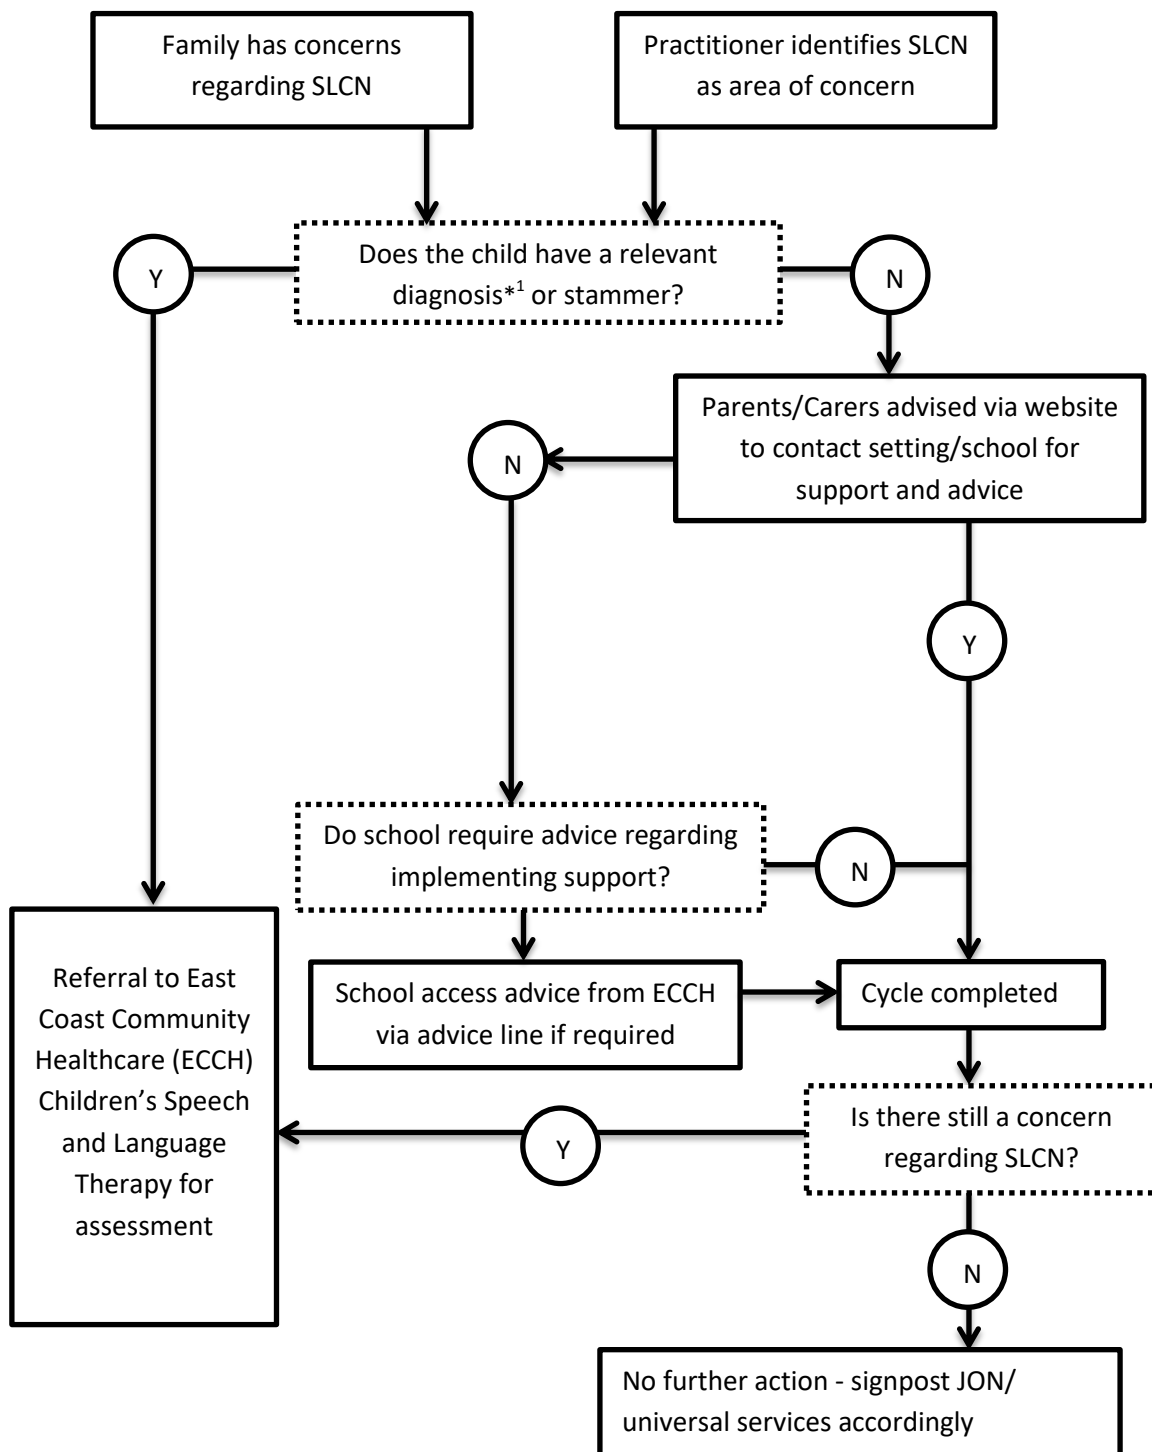 Family has concerns
regarding SLCN
Practitioner identifies SLCN
as area of concern
Does the child have a relevant
diagnosis*1 or stammer?
Y
N
Parents/Carers advised via website
to contact setting/school for
support and advice
N
Y
Do school require advice regarding
implementing support?
N
Referral to East
Coast Community
Healthcare (ECCH)
Children’s Speech
and Language
Therapy for
assessment
School access advice from ECCH
via advice line if required
Cycle completed
Is there still a concern
regarding SLCN?
Y
N
No further action - signpost JON/
universal services accordingly